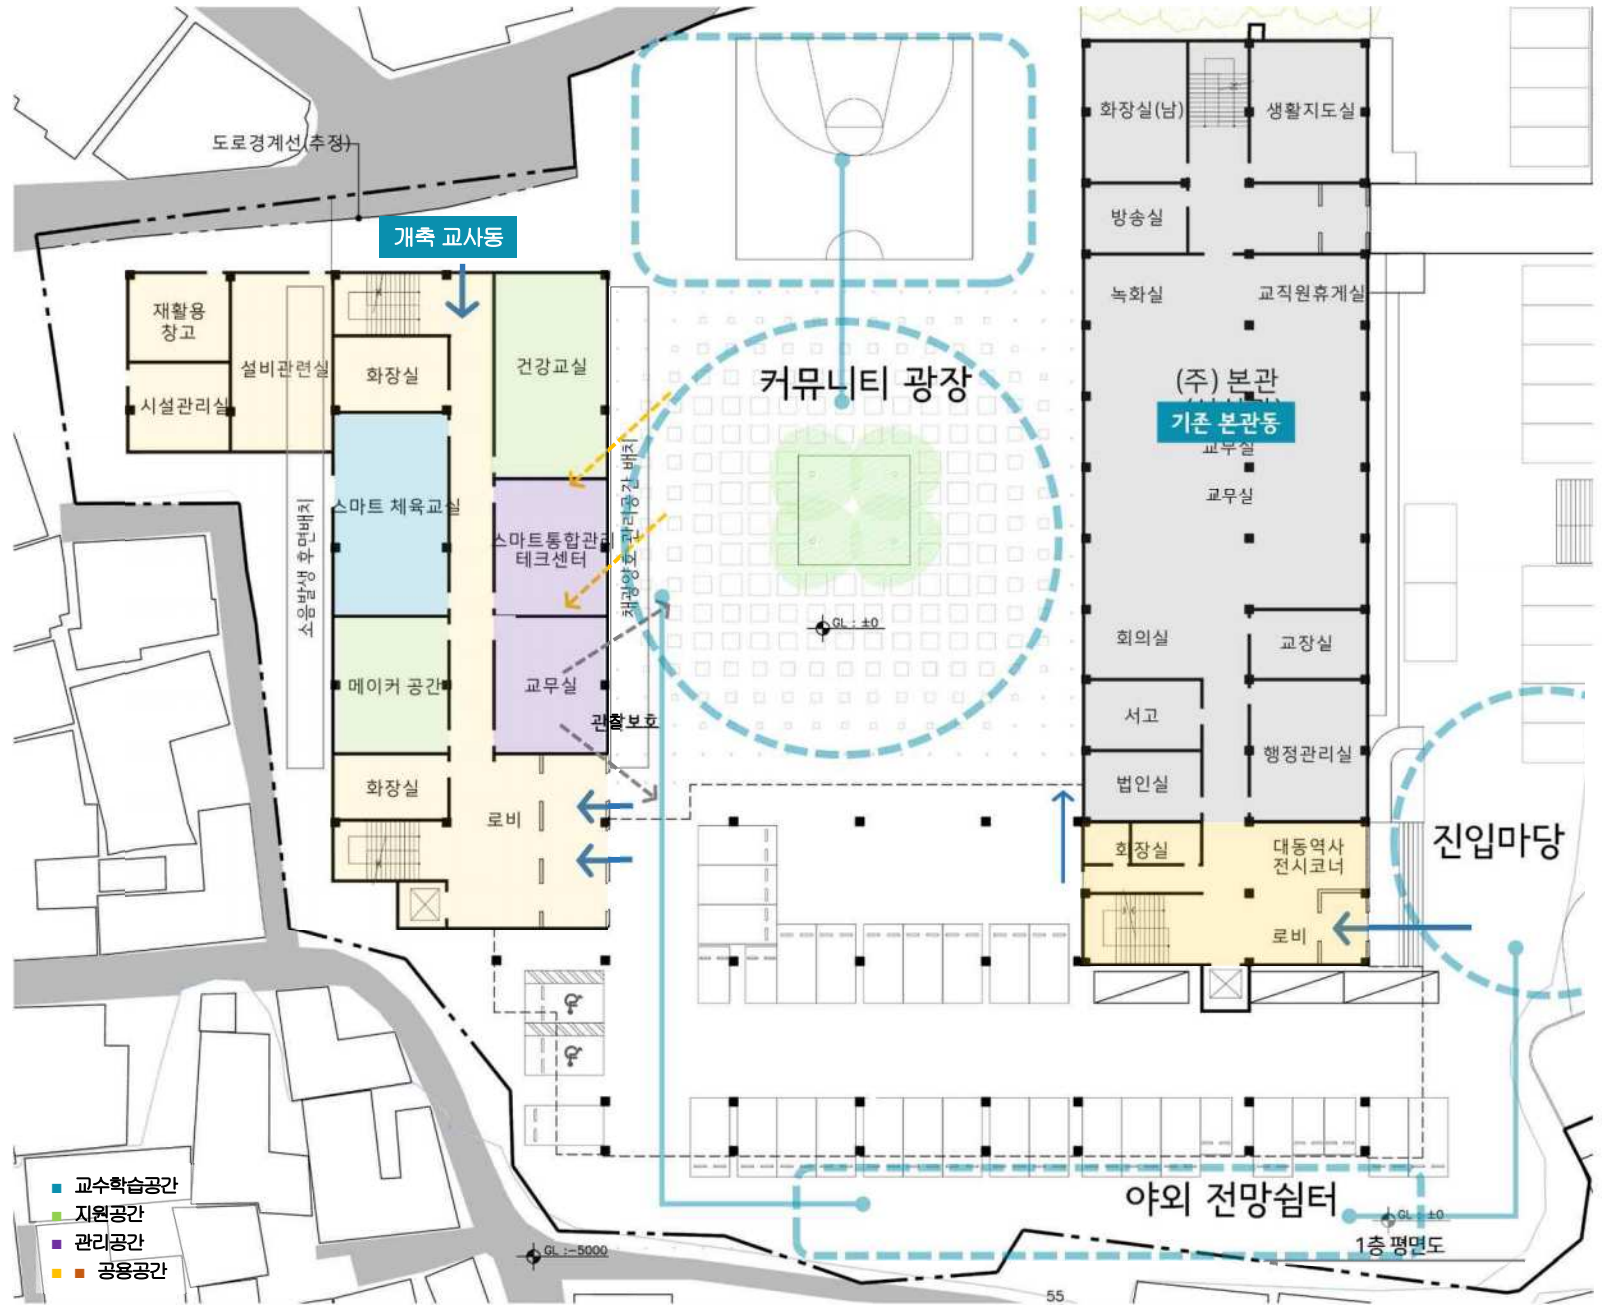 도로경계선(추정)
개축 교사동
재활용
창고
설비관련실
시설관리실
화장실
건강교실
스마트 체육교실
스마트통합관리
테크센터
메이커 공간
교무실
관찰보호
화장실
로비
소음발생 후면배치
채광양호 관리공간 배치
커뮤니티 광장
GL : ±0
화장실(남)
생활지도실
방송실
녹화실
교직원휴게실
(주) 본관
기존 본관동
교무실
교무실
회의실
교장실
서고
행정관리실
법인실
화장실
대동역사
전시코너
로비
진입마당
야외 전망쉼터
GL : ±0
1층 평면도
GL :-5000
55
교수학습공간
지원공간
관리공간
공용공간